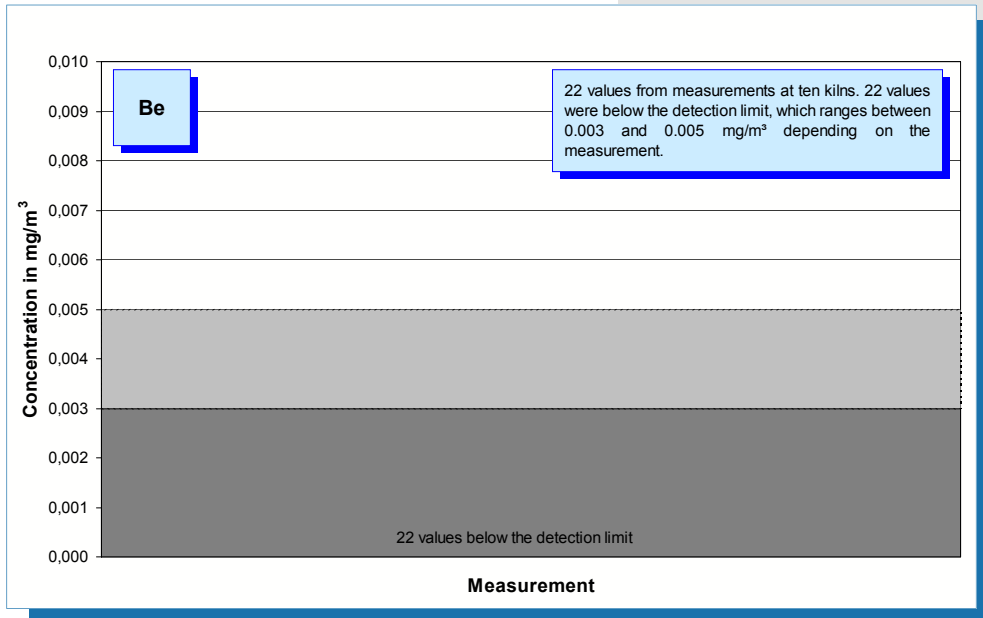 Be
22 values from measurements at ten kilns. 22 values
were below the detection limit, which ranges between
0.003 and 0.005 mg/m³ depending on the
measurement.
Concentration in mg/m³
0,010
0,009
0,008
0,007
0,006
0,005
0,004
0,003
0,002
0,001
0,000
22 values below the detection limit
Measurement